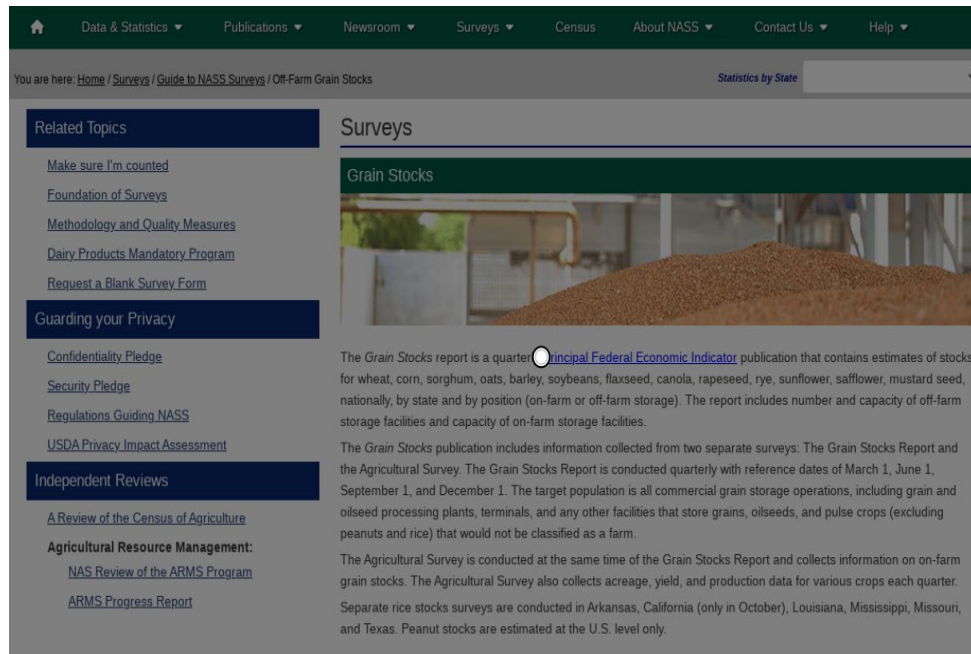 Data & Statistics Publications Newsroom Surveys Census About NASS Contact Us Help
You are here: Home / Surveys / Guide to NASS Surveys / Off-Farm Grain Stocks
Statistics by State
Related Topics
Make sure I'm counted
Foundation of Surveys
Methodology and Quality Measures
Dairy Products Mandatory Program
Request a Blank Survey Form
Guarding your Privacy
Confidentiality Pledge
Security Pledge
Regulations Guiding NASS
USDA Privacy Impact Assessment
Independent Reviews
A Review of the Census of Agriculture
Agricultural Resource Management:
NAS Review of the ARMS Program
ARMS Progress Report
Surveys
Grain Stocks
The Grain Stocks report is a quarter rincipal Federal Economic Indicator publication that contains estimates of stocks
for wheat, corn, sorghum, oats, barley, soybeans, flaxseed, canola, rapeseed, rye, sunflower, safflower, mustard seed,
nationally, by state and by position (on-farm or off-farm storage). The report includes number and capacity of off-farm
storage facilities and capacity of on-farm storage facilities.
The Grain Stocks publication includes information collected from two separate surveys: The Grain Stocks Report and
the Agricultural Survey. The Grain Stocks Report is conducted quarterly with reference dates of March 1, June 1,
September 1, and December 1. The target population is all commercial grain storage operations, including grain and
oilseed processing plants, terminals, and any other facilities that store grains, oilseeds, and pulse crops (excluding
peanuts and rice) that would not be classified as a farm.
The Agricultural Survey is conducted at the same time of the Grain Stocks Report and collects information on on-farm
grain stocks. The Agricultural Survey also collects acreage, yield, and production data for various crops each quarter.
Separate rice stocks surveys are conducted in Arkansas, California (only in October), Louisiana, Mississippi, Missouri,
and Texas. Peanut stocks are estimated at the U.S. level only.